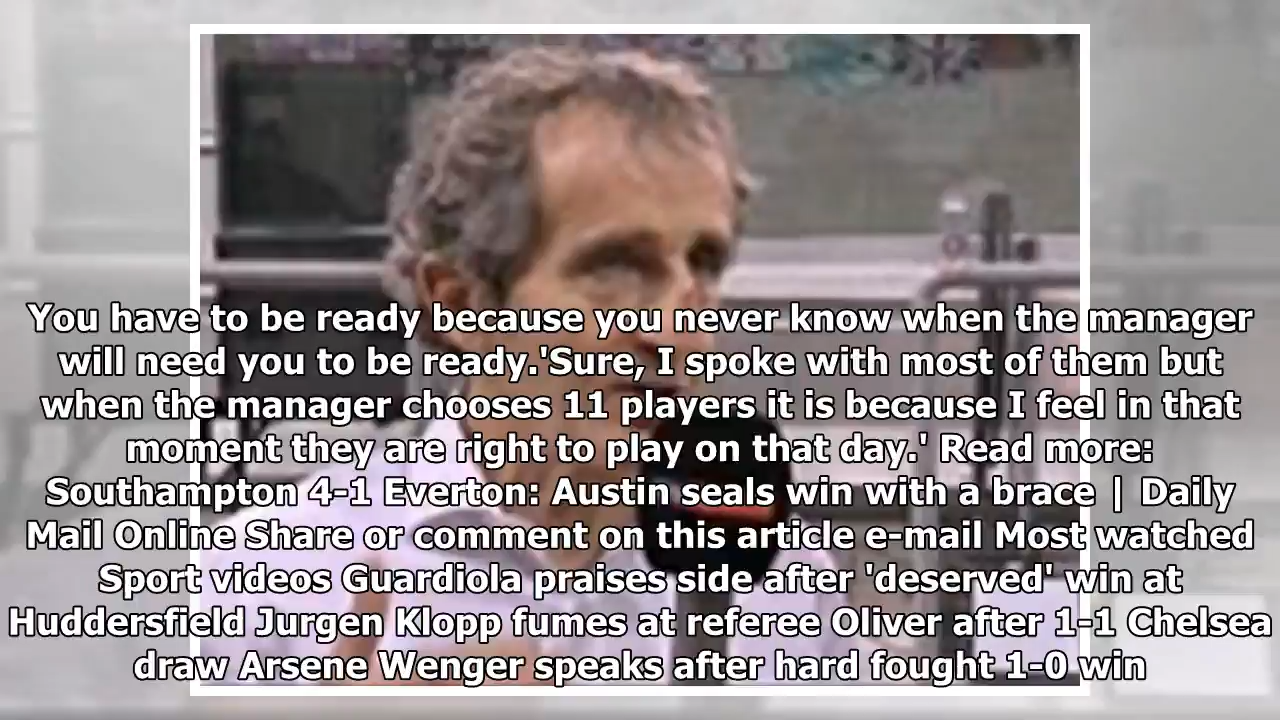 You have to be ready because you never know when the manager
will need you to be ready.'Sure, I spoke with most of them but
when the manager chooses 11 players it is because I feel in that
moment they are right to play on that day.' Read more:
Southampton 4-1 Everton: Austin seals win with a brace | Daily
Mail Online Share or comment on this article e-mail Most watched
Sport videos Guardiola praises side after 'deserved' win at
Huddersfield Jurgen Klopp fumes at referee Oliver after 1-1 Chelsea
draw Arsene Wenger speaks after hard fought 1-0 win